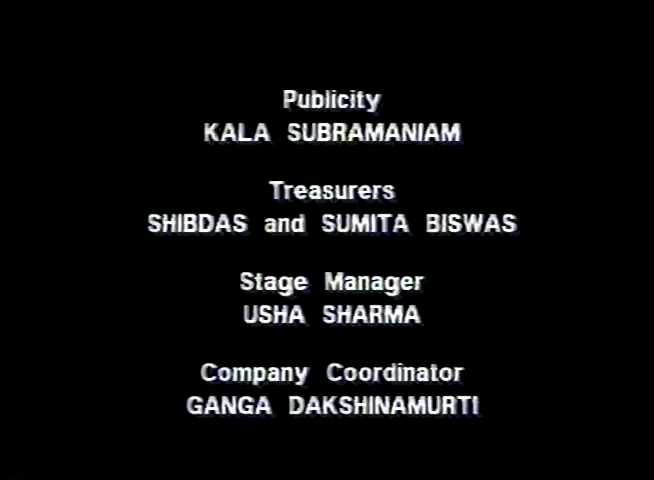 Publicity
KALA SUBRAMANIAM
Treasurers
SHIBDAS and SUMITA BISWAS
Stage Manager
USHA SHARMA
Company Coordinator
GANGA DAKSHINAMURTI